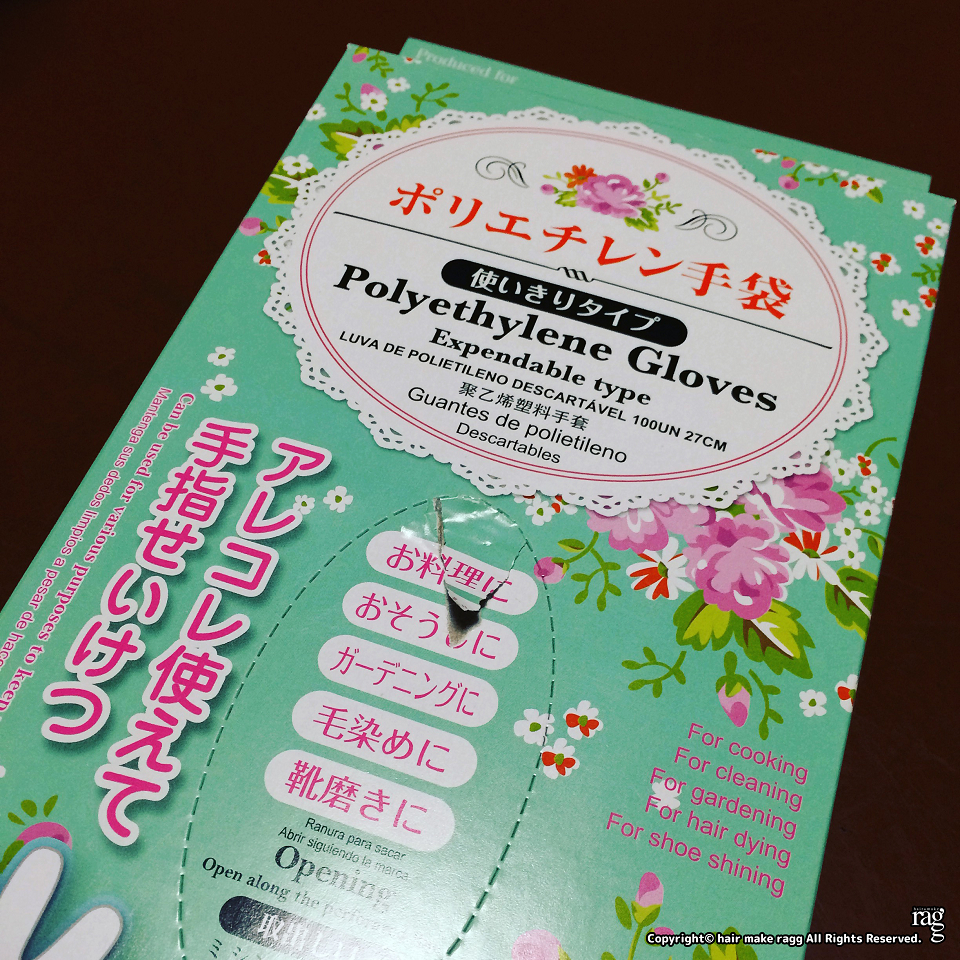 Produced for
ポリエチレン手袋
使いきりタイプ
Polyethylene Gloves
Expendable type
LUVA DE POLIETILENO DESCARTÁVEL 100UN 27CM
聚乙烯塑料手套
Guantes de polietileno
Descartables
アレコレ使えて
手指せいけつ
Can be used for various purposes to keep
Mantenga sus dedos limpios a pesar de
お料理に
おそうじに
ガーデニングに
毛染めに
靴磨きに
For cooking
For cleaning
For gardening
For hair dying
For shoe shining
Ranura para sacar
Abrir siguiendo la marca
Opening
Open along the
取出し
ミシ
ragg
Copyright© hair make ragg All Rights Reserved.